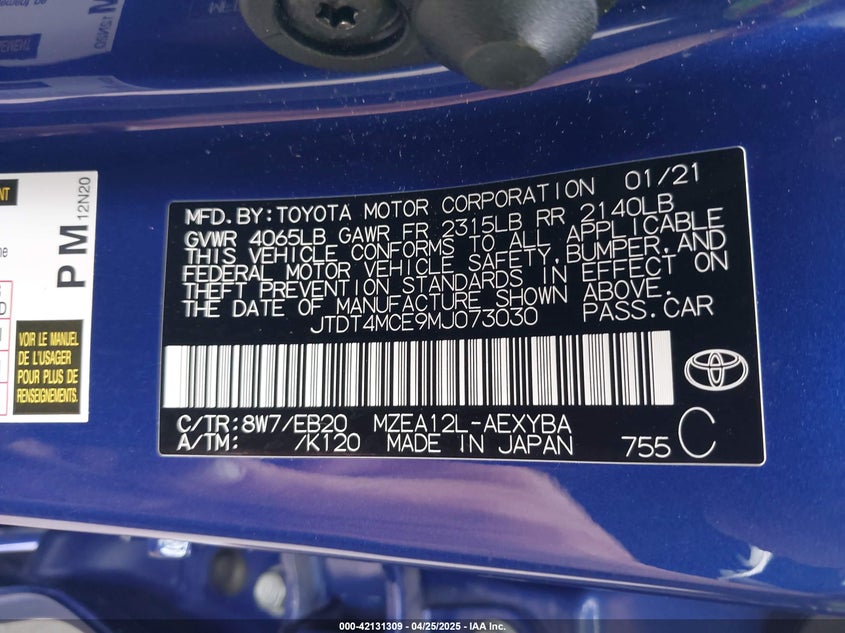 MFD.BY:TOYOTA MOTOR CORPORATION 01/21
GVWR 4065LB GAWR FR 2315LB RR 2140LB
THIS VEHICLE CONFORMS TO ALL APPLICABLE
FEDERAL MOTOR VEHICLE SAFETY,BUMPER,AND
THEFT PREVENTION STANDARDS IN EFFECT ON
THE DATE OF MANUFACTURE SHOWN ABOVE.
JTDT4MCE9MJ073030 PASS.CAR
C/TR:8W7/EB20 MZEA12L-AEXYBA
A/TM: /K120 MADE IN JAPAN 755 C
PM 12N20
VOIR LE MANUEL
DE L'USAGER
POUR PLUS DE
RENSEIGNEMENTS.
000-42131309 - 04/25/2025 - IAA Inc.